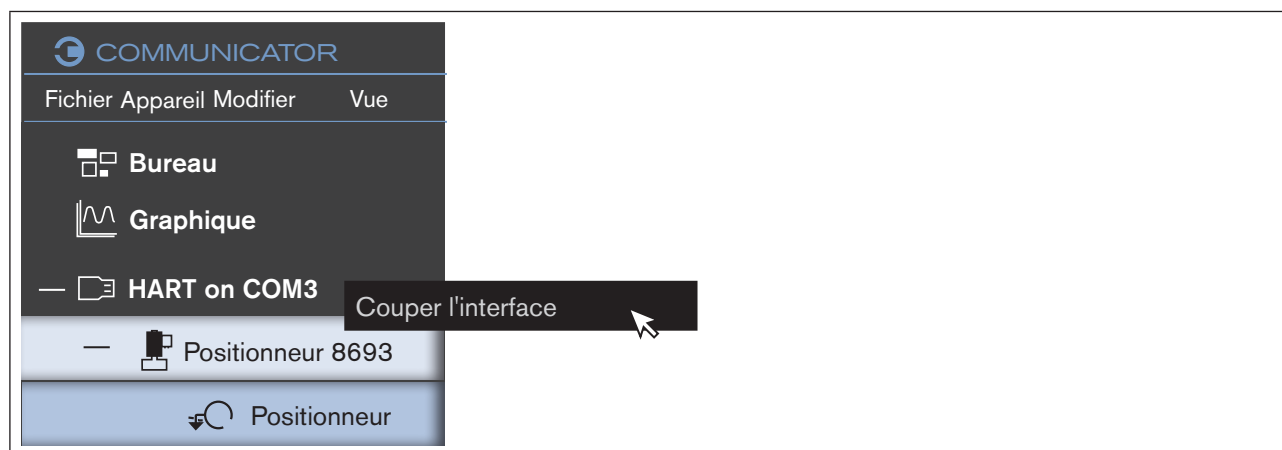 COMMUNICATOR
Fichier Appareil Modifier Vue
Bureau
Graphique
HART on COM3
Couper l'interface
Positionneur 8693
Positionneur